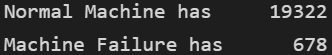 Normal Machine has 19322
Machine Failure has 678